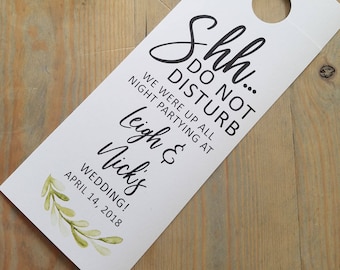 Shh...
DO NOT
DISTURB
WE WERE UP ALL
NIGHT PARTYING AT
Leigh &
Nick's
WEDDING!
APRIL 14, 2018